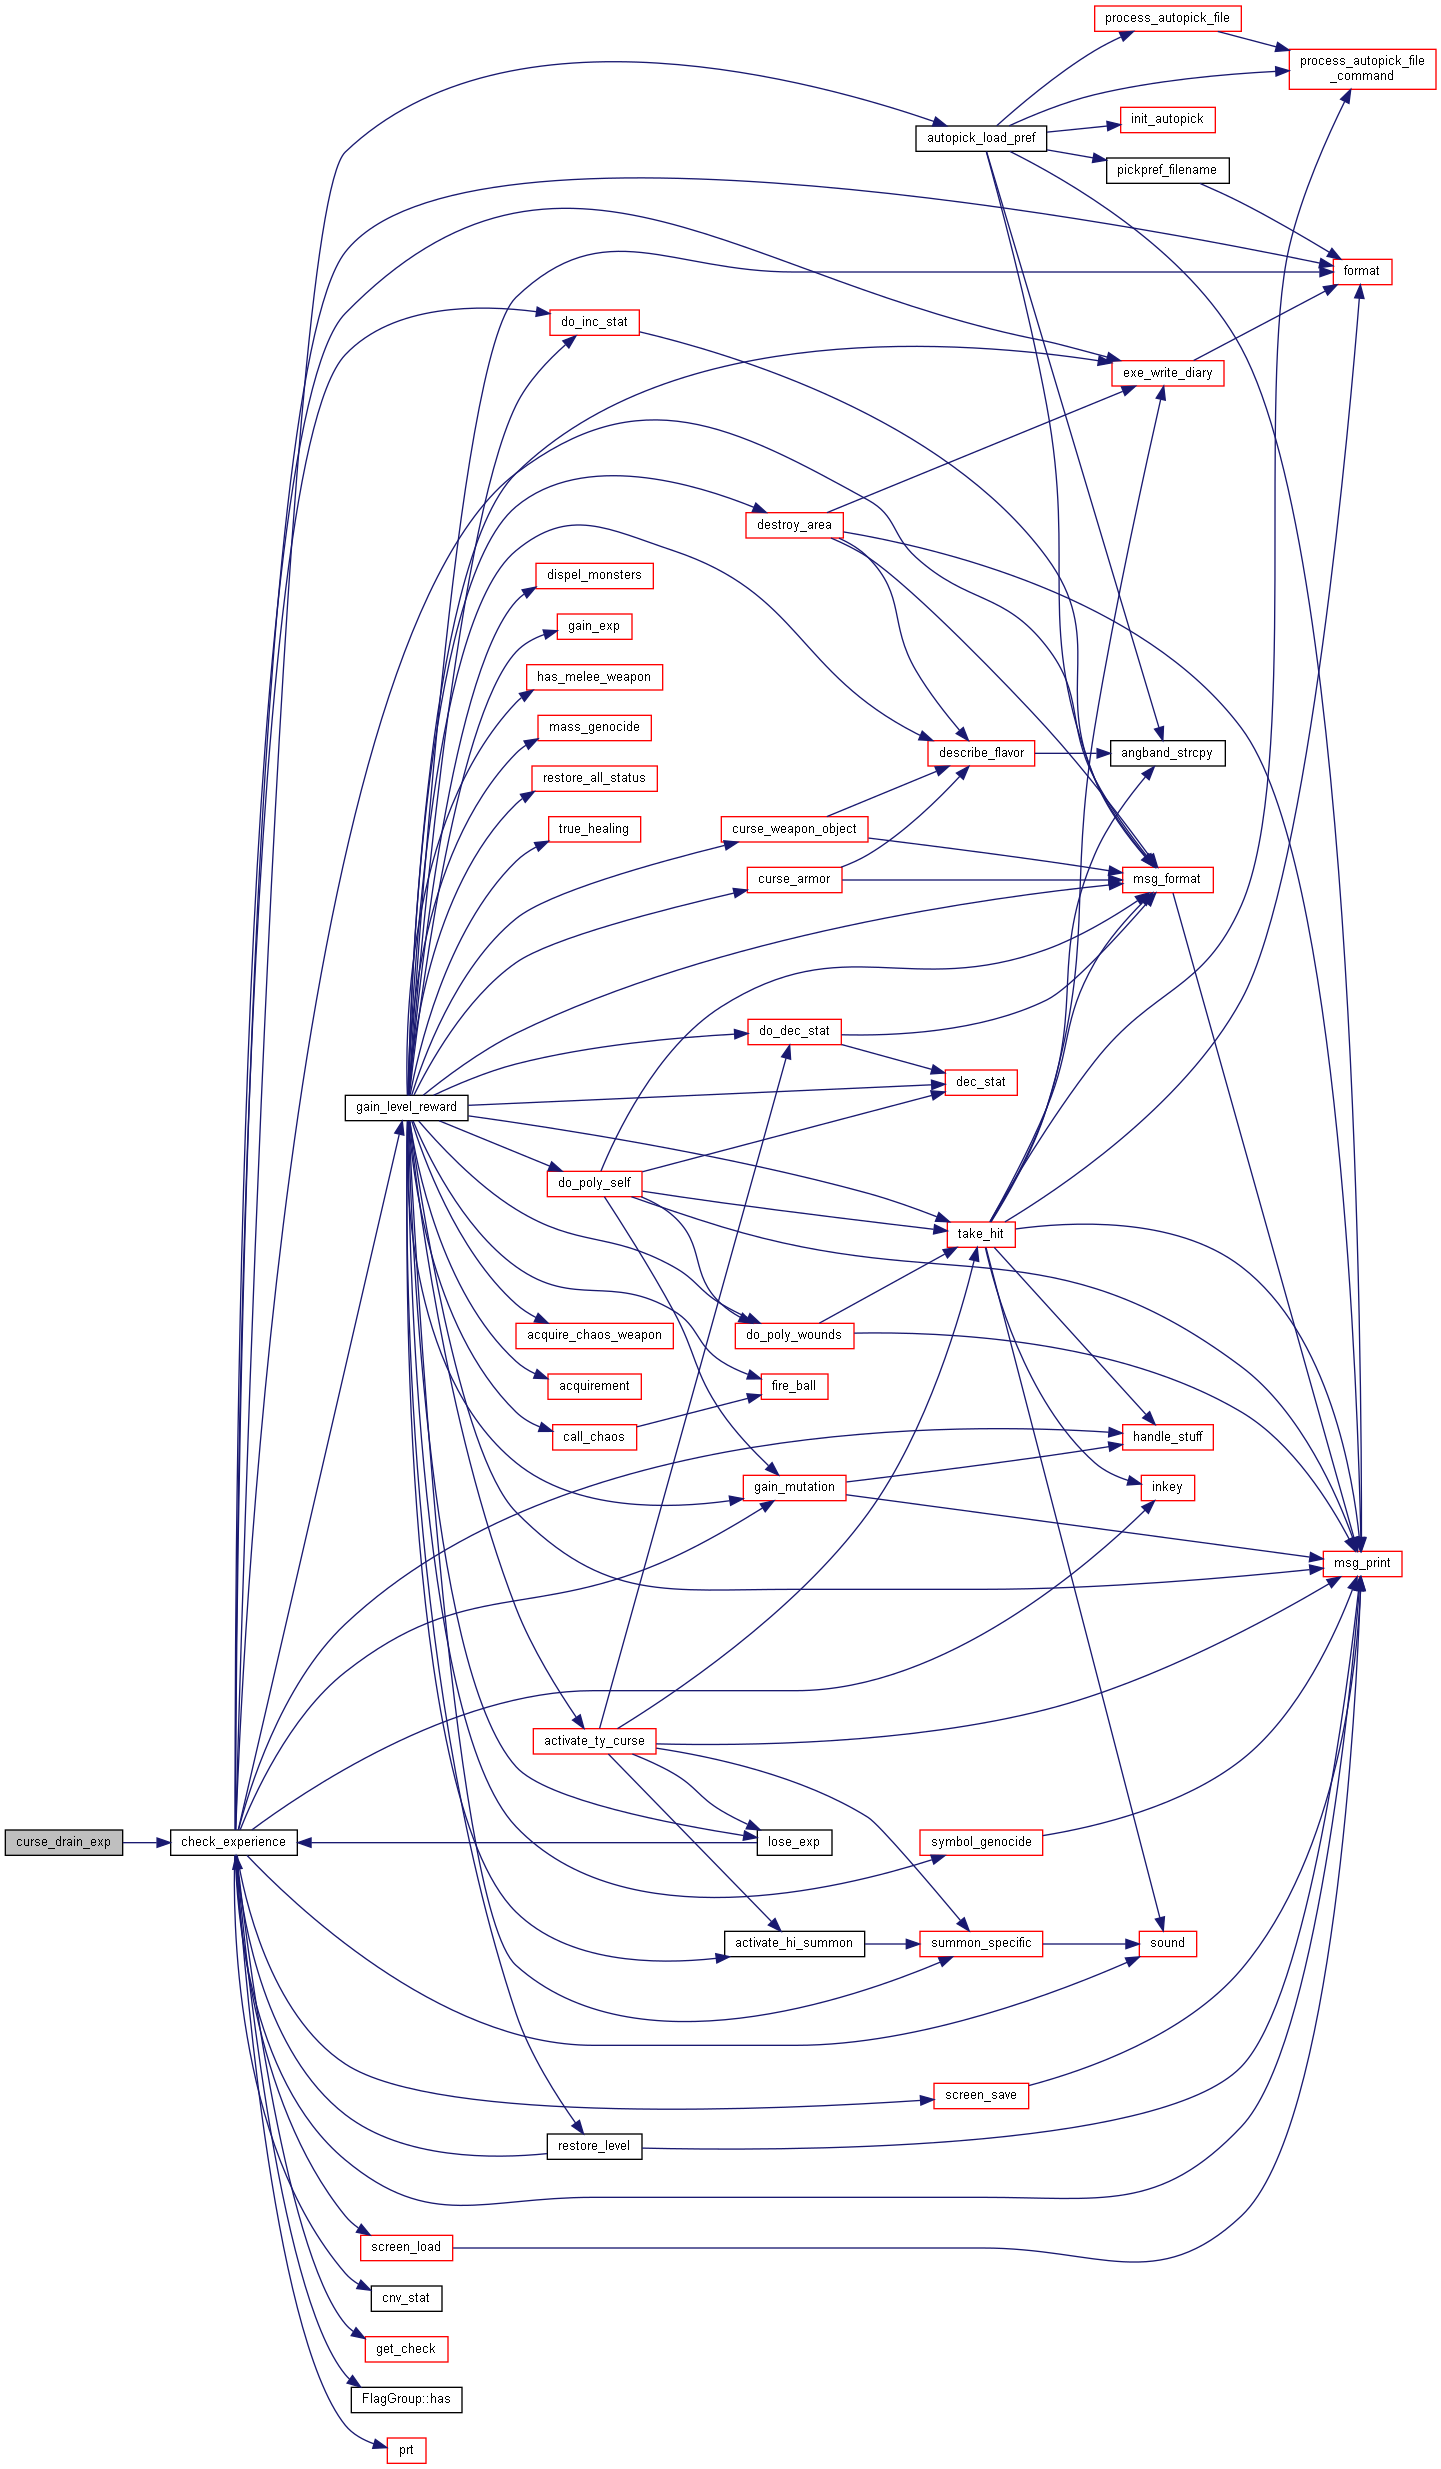 process_autopick_file
process_autopick_file
_command
init_autopick
autopick_load_pref
pickpref_filename
format
do_inc_stat
exe_write_diary
destroy_area
dispel_monsters
gain_exp
has_melee_weapon
mass_genocide
describe_flavor
angband_strcpy
restore_all_status
true_healing
curse_weapon_object
curse_armor
msg_format
do_dec_stat
dec_stat
gain_level_reward
do_poly_self
take_hit
acquire_chaos_weapon
do_poly_wounds
acquirement
fire_ball
call_chaos
handle_stuff
gain_mutation
inkey
msg_print
activate_ty_curse
curse_drain_exp
check_experience
lose_exp
symbol_genocide
activate_hi_summon
summon_specific
sound
screen_save
restore_level
screen_load
cnv_stat
get_check
FlagGroup::has
prt